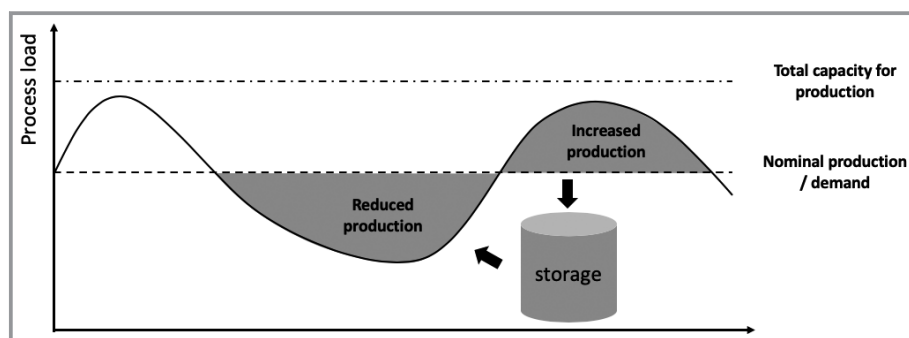 Process load
Total capacity for
production
Increased
production
Nominal production
/ demand
Reduced
production
storage